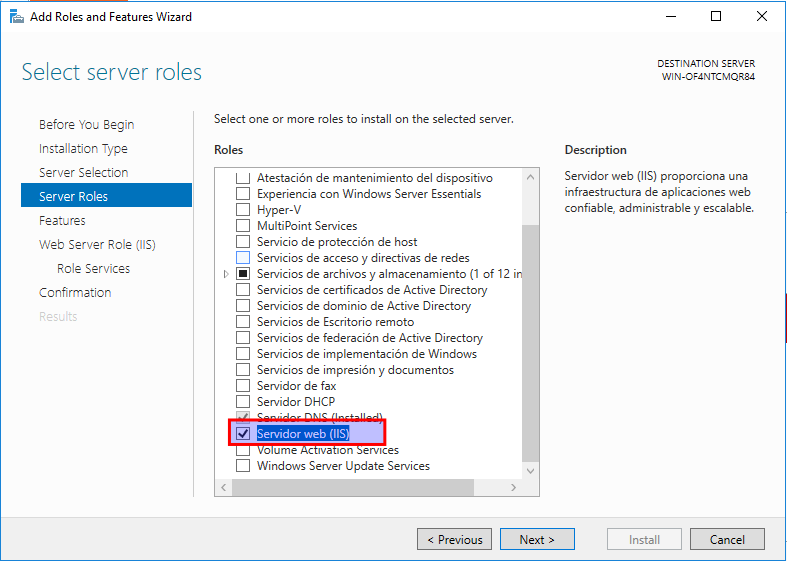 Add Roles and Features Wizard
Select server roles
DESTINATION SERVER
WIN-OF4NTCMQR84
Before You Begin
Installation Type
Server Selection
Server Roles
Features
Web Server Role (IIS)
Role Services
Confirmation
Results
Select one or more roles to install on the selected server.
Roles
Atestación de mantenimiento del dispositivo
Experiencia con Windows Server Essentials
Hyper-V
MultiPoint Services
Servicio de protección de host
Servicios de acceso y directivas de redes
Servicios de archivos y almacenamiento (1 of 12 in
Servicios de certificados de Active Directory
Servicios de dominio de Active Directory
Servicios de Escritorio remoto
Servicios de federación de Active Directory
Servicios de implementación de Windows
Servicios de impresión y documentos
Servidor de fax
Servidor DHCP
Servidor DNS (Installed)
Servidor web (IIS)
Volume Activation Services
Windows Server Update Services
Description
Servidor web (IIS) proporciona una
infraestructura de aplicaciones web
confiable, administrable y escalable.
< Previous
Next >
Install
Cancel